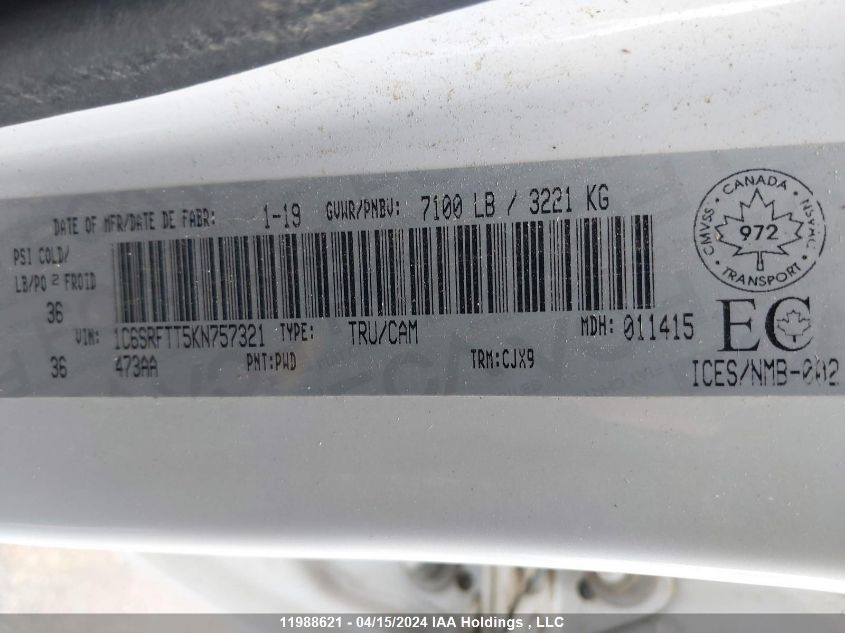 DATE OF MFR/DATE DE FABR: 1-19 GVWR/PNBV: 7100 LB / 3221 KG
PSI COLD/
LB/PO 2 FROID
36
VIN: 1C6SRFTT5KN757321 TYPE: TRU/CAM MDH: 011415
36 473AA PNT:PWD TRM:CJX9
CANADA
CMVSS NSVAC
972
TRANSPORT
EC
ICES/NMB-002
11988621 - 04/15/2024 IAA Holdings , LLC